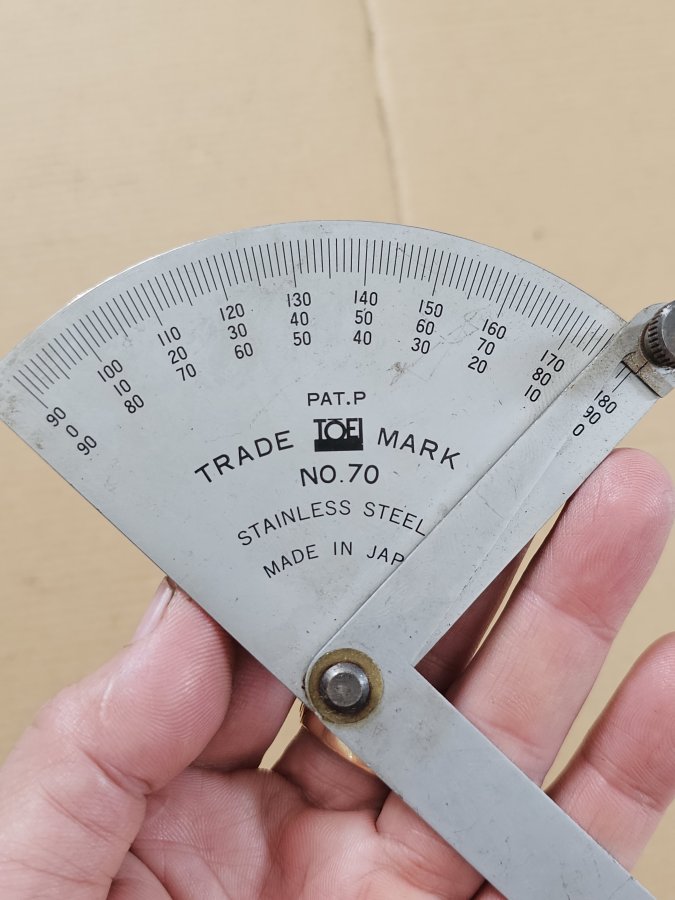 90 100 110 120 130 140 150 160 170 180
0 10 20 30 40 50 60 70 80 90
90 80 70 60 50 40 30 20 10 0
PAT.P
TRADE TOEI MARK
NO.70
STAINLESS STEEL
MADE IN JAP